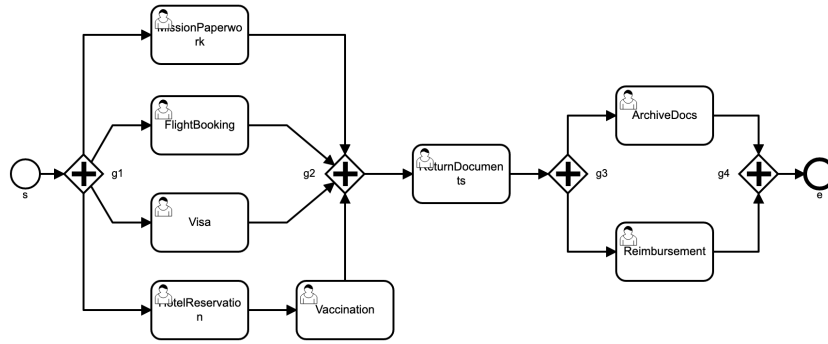 MissionPaperwo
rk
FlightBooking
g1
g2
s
Visa
HotelReservatio
n
Vaccination
ReturnDocumen
ts
g3
ArchiveDocs
g4
e
Reimbursement